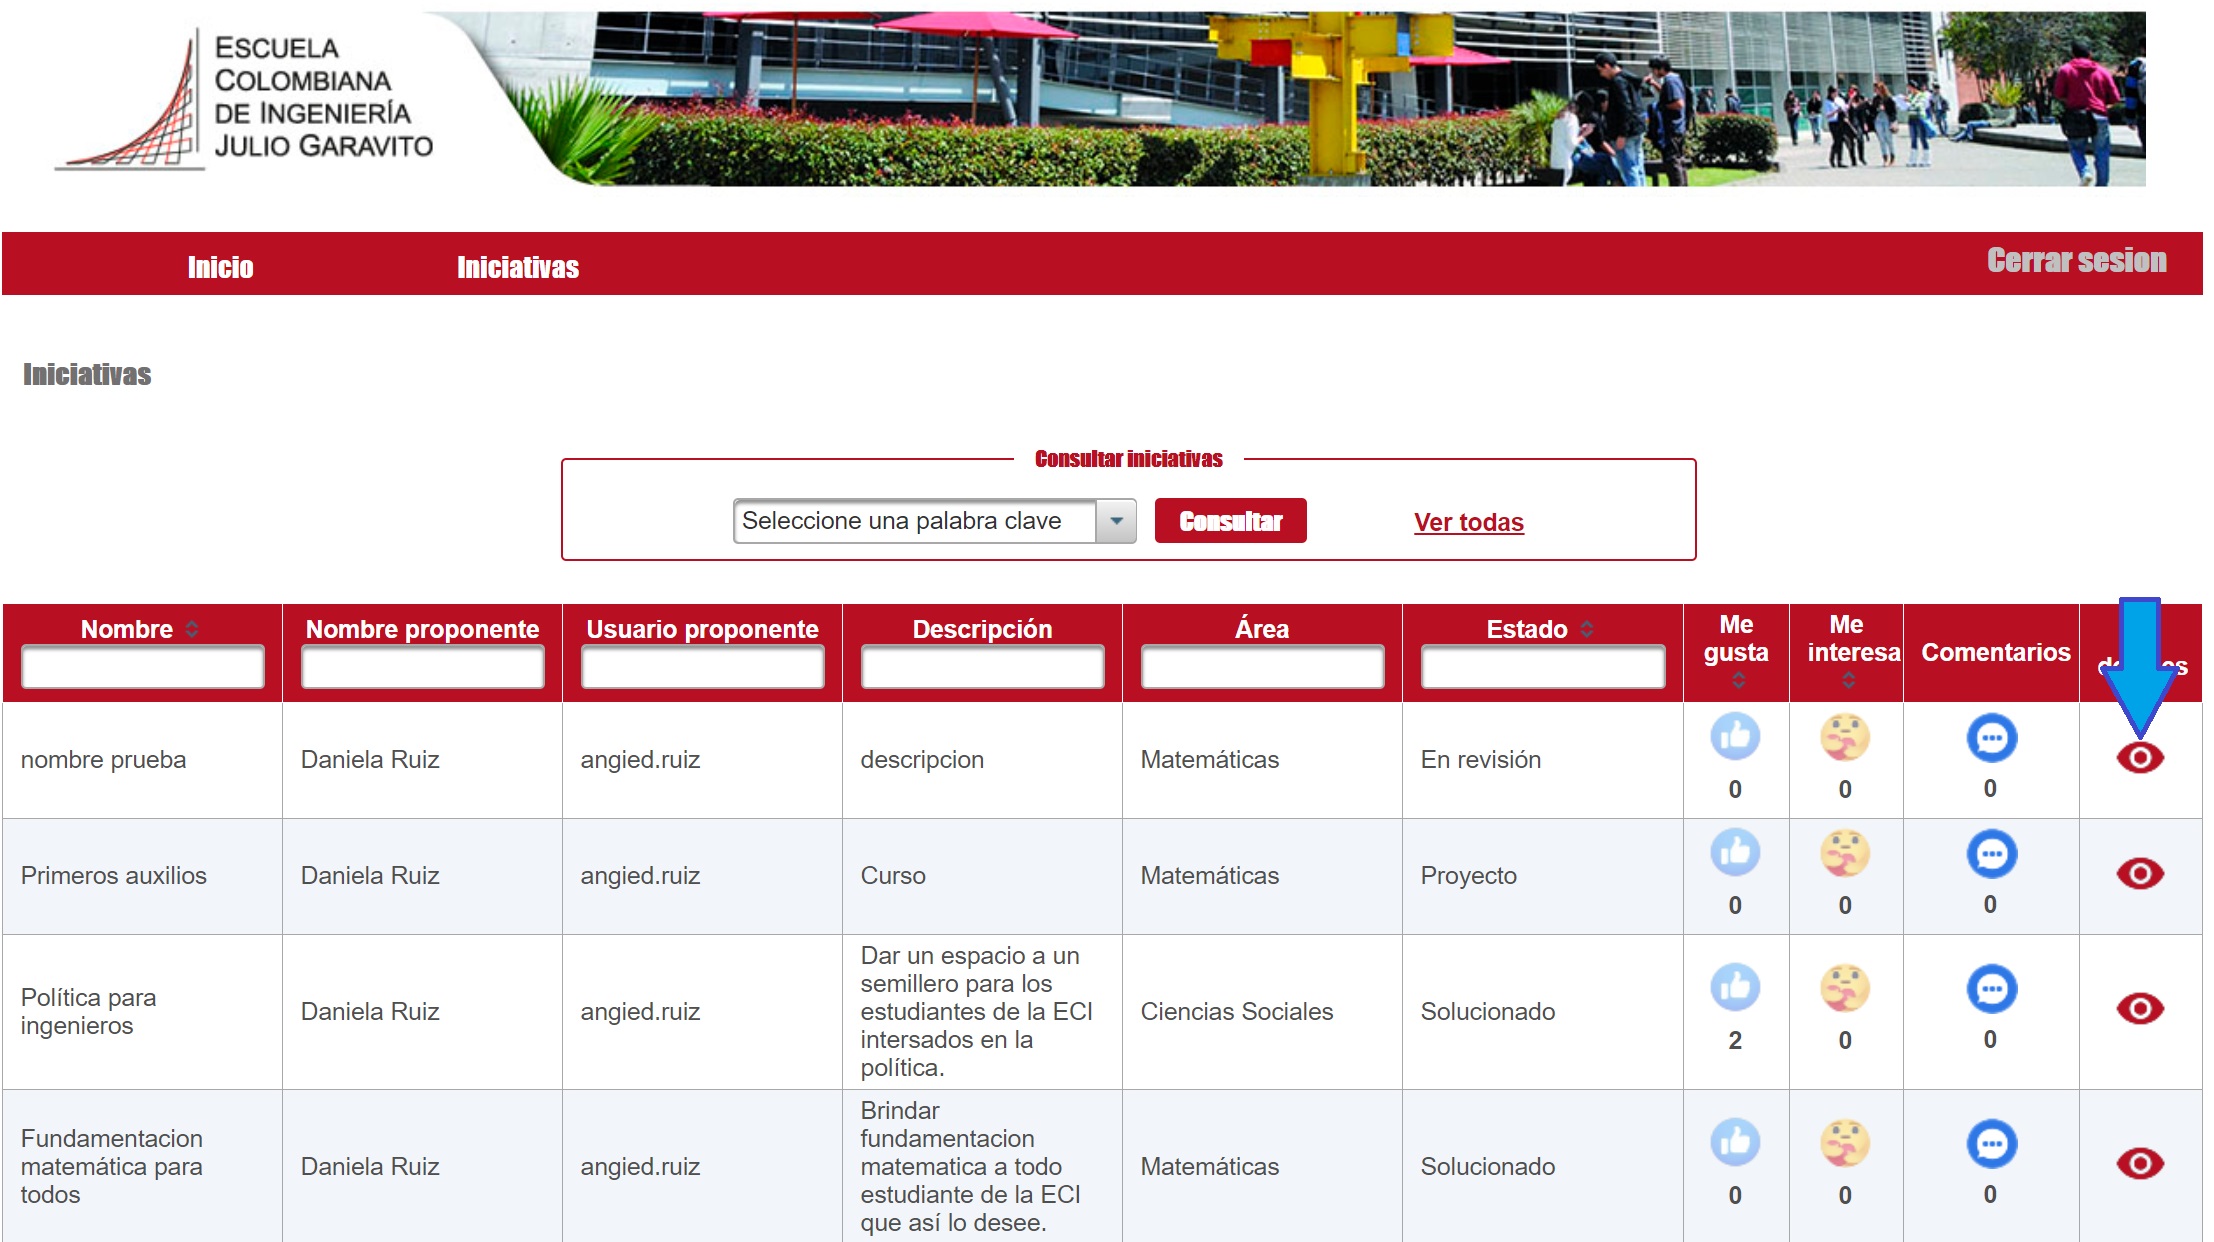 ESCUELA
COLOMBIANA
DE INGENIERÍA
JULIO GARAVITO
Inicio
Iniciativas
Cerrar sesion
Iniciativas
Consultar iniciativas
Seleccione una palabra clave
Consultar
Ver todas
Nombre
Nombre proponente
Usuario proponente
Descripción
Área
Estado
Me
gusta
Me
interesa
Comentarios
nombre prueba
Daniela Ruiz
angied.ruiz
descripcion
Matemáticas
En revisión
0
0
0
Primeros auxilios
Daniela Ruiz
angied.ruiz
Curso
Matemáticas
Proyecto
0
0
0
Política para
ingenieros
Daniela Ruiz
angied.ruiz
Dar un espacio a un
semillero para los
estudiantes de la ECI
intersados en la
política.
Ciencias Sociales
Solucionado
2
0
0
Fundamentacion
matemática para
todos
Daniela Ruiz
angied.ruiz
Brindar
fundamentacion
matematica a todo
estudiante de la ECI
que así lo desee.
Matemáticas
Solucionado
0
0
0